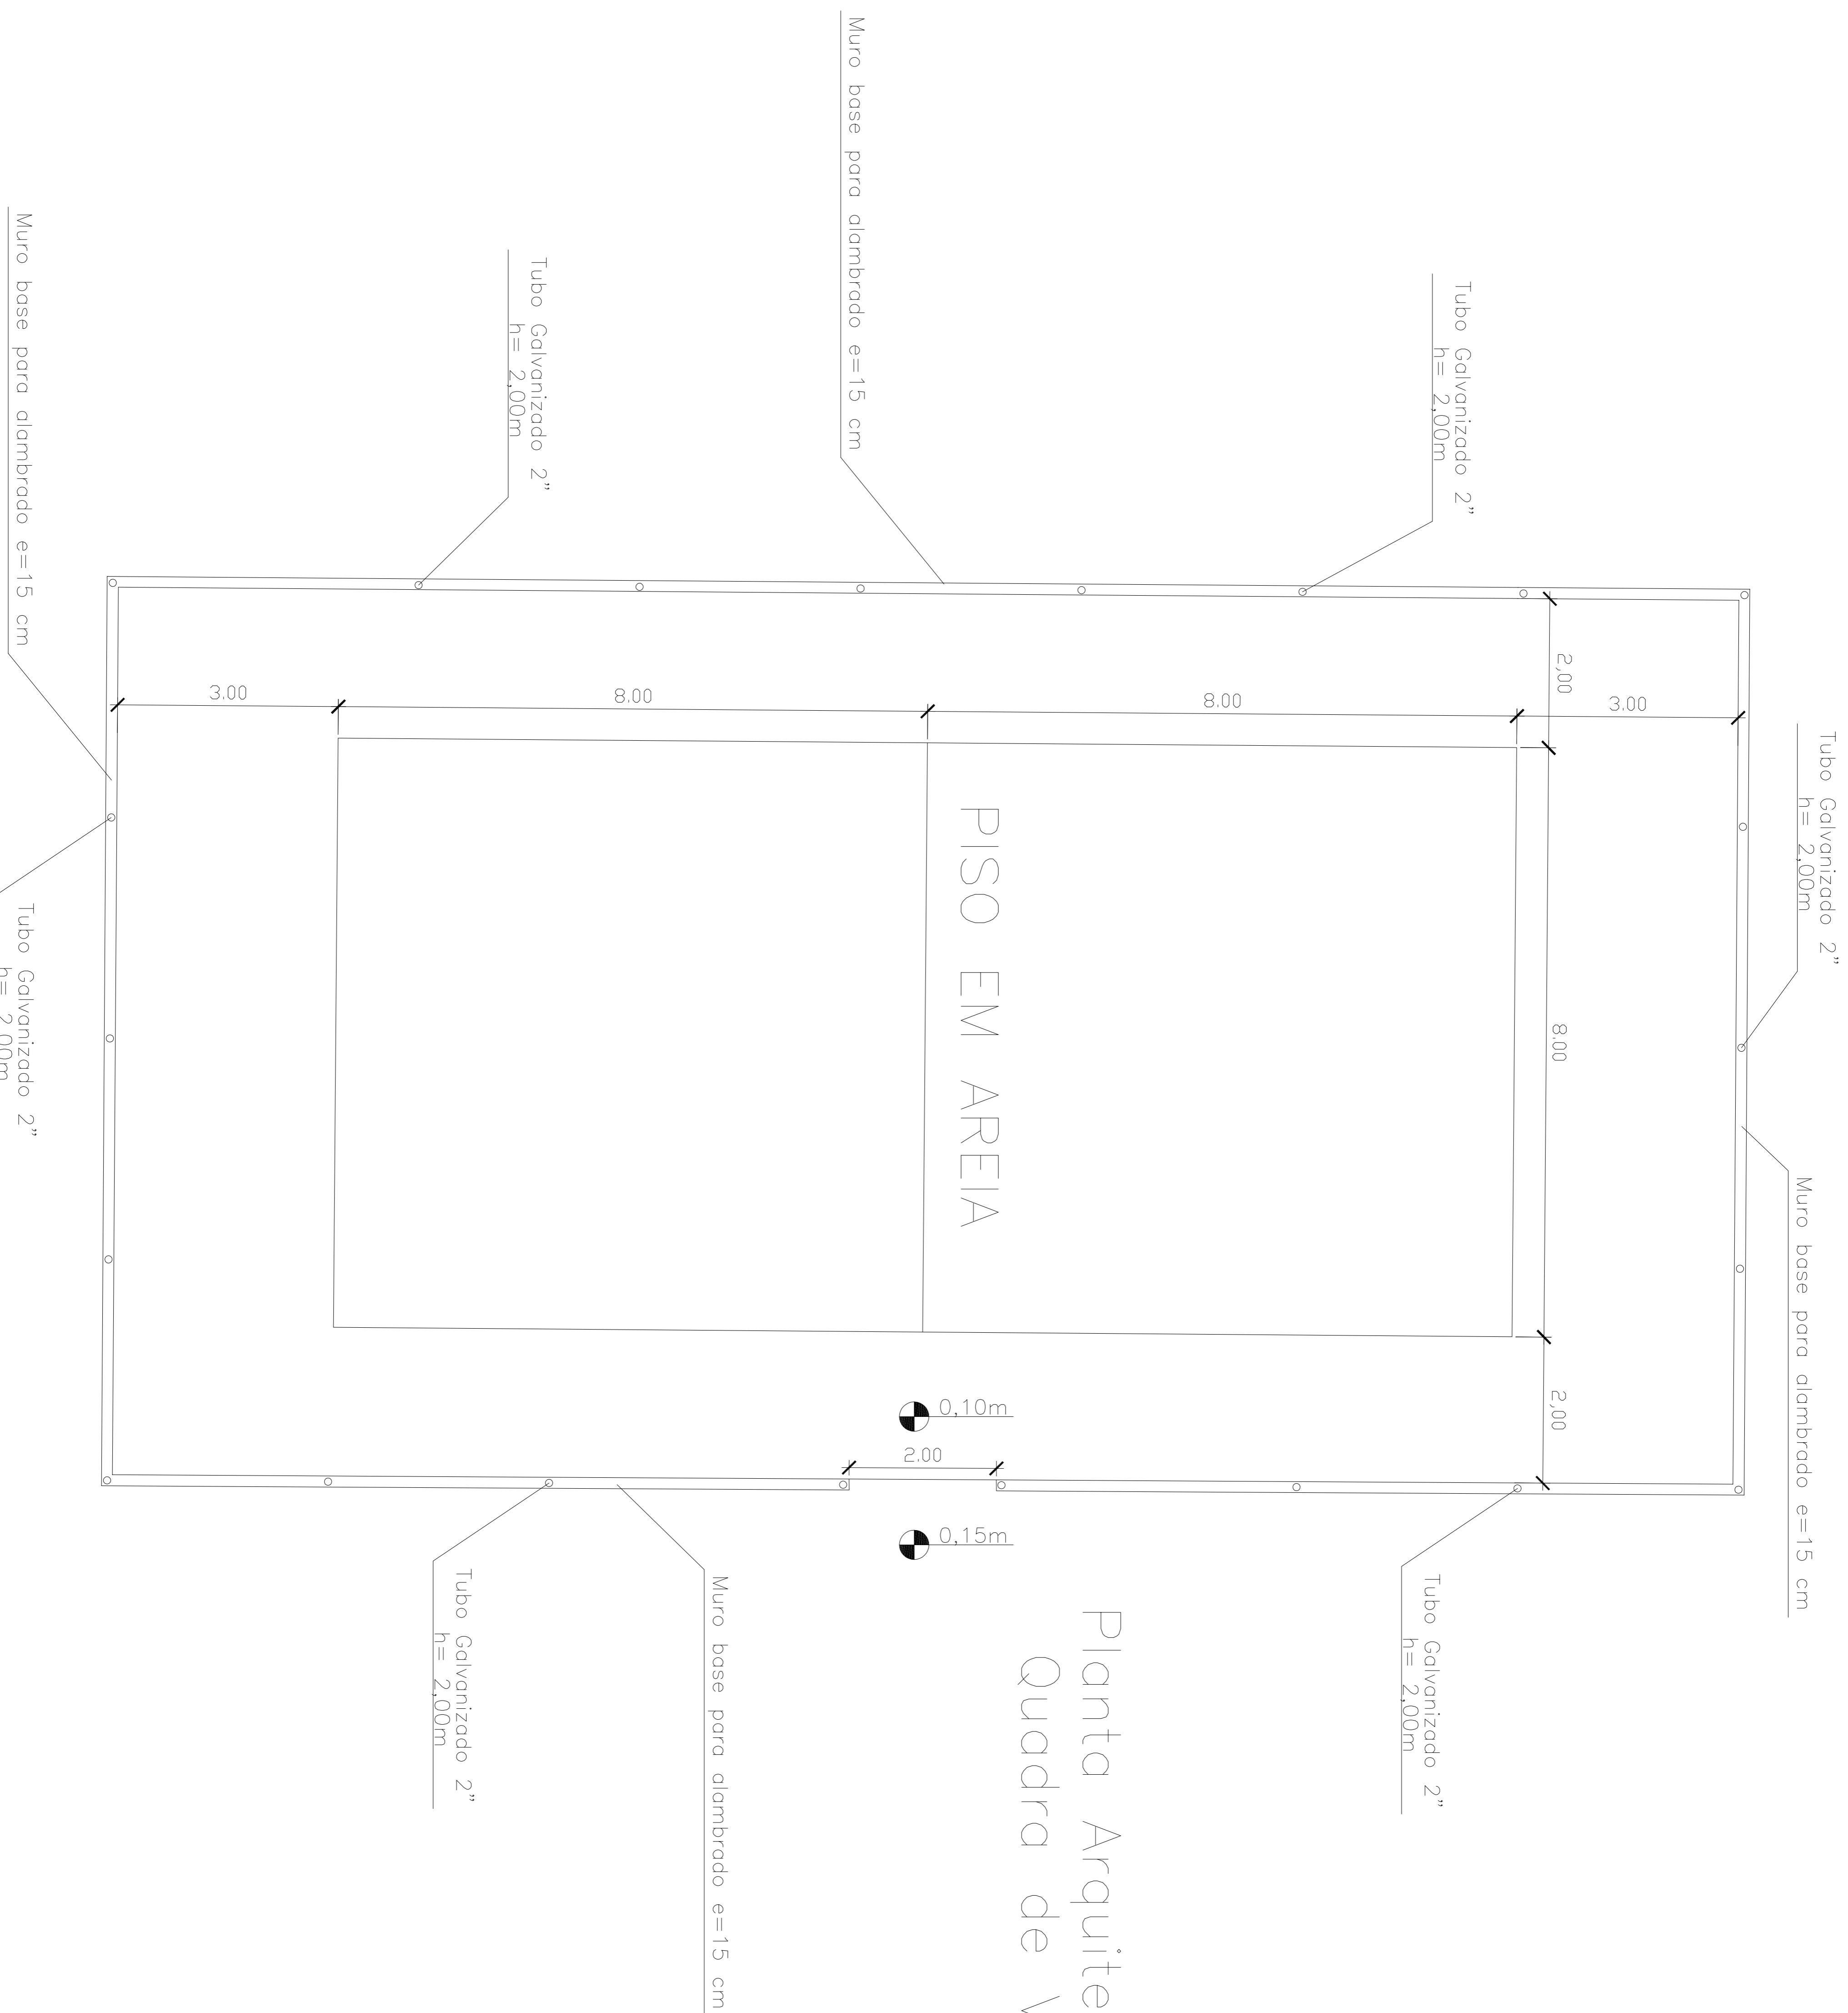 Tubo Galvanizado 2"
h= 2,00m
Muro base para alambrado e=15 cm
Tubo Galvanizado 2"
h= 2,00m
Muro base para alambrado e=15 cm
Tubo Galvanizado 2"
h= 2,00m
Muro base para alambrado e=15 cm
Tubo Galvanizado 2"
h= 2,00m
2,00
8.00
2,00
3.00
8.00
8.00
3.00
PISO EM AREIA
0,10m
2.00
0,15m
Tubo Galvanizado 2"
h= 2,00m
Planta Arquite
Quadra de V
Muro base para alambrado e=15 cm
Tubo Galvanizado 2"
h= 2,00m